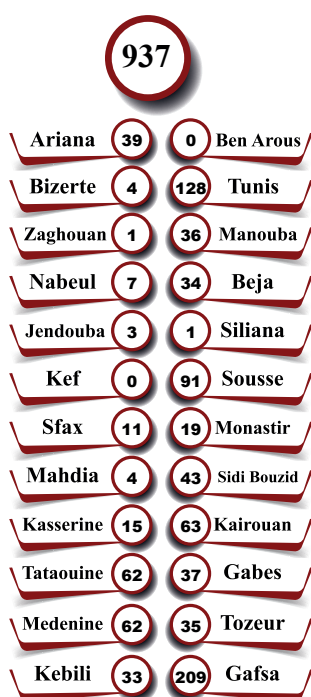 937
Ariana 39 0 Ben Arous
Bizerte 4 128 Tunis
Zaghouan 1 36 Manouba
Nabeul 7 34 Beja
Jendouba 3 1 Siliana
Kef 0 91 Sousse
Sfax 11 19 Monastir
Mahdia 4 43 Sidi Bouzid
Kasserine 15 63 Kairouan
Tataouine 62 37 Gabes
Medenine 62 35 Tozeur
Kebili 33 209 Gafsa